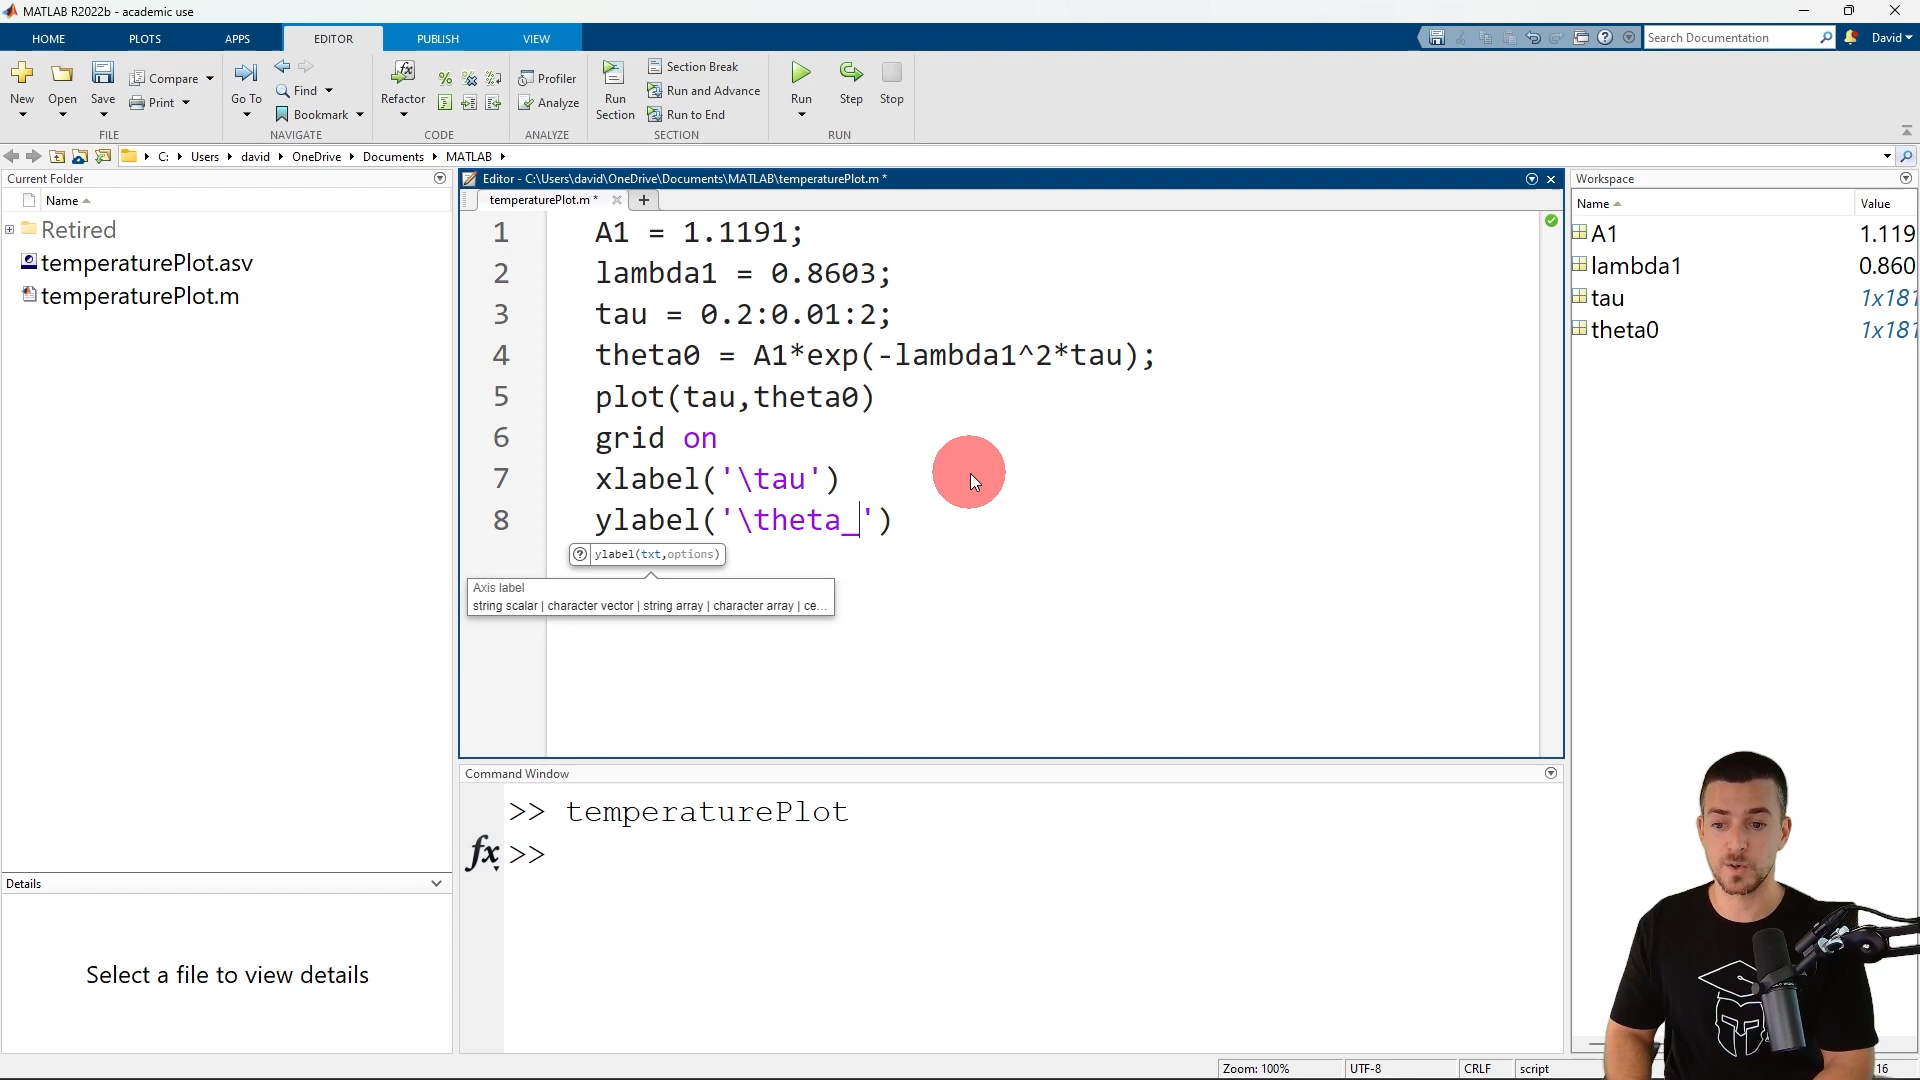 MATLAB R2022b - academic use
HOME PLOTS APPS EDITOR PUBLISH VIEW
Search Documentation
David
New Open Save Compare Print
Go To Find Bookmark
Refactor
Profiler Analyze
Run Section
Section Break
Run and Advance
Run to End
Run Step Stop
FILE NAVIGATE CODE ANALYZE SECTION RUN
C: Users david OneDrive Documents MATLAB
Current Folder
Name
Retired
temperaturePlot.asv
temperaturePlot.m
Details
Select a file to view details
Editor - C:\Users\david\OneDrive\Documents\MATLAB\temperaturePlot.m *
temperaturePlot.m * +
1 A1 = 1.1191;
2 lambda1 = 0.8603;
3 tau = 0.2:0.01:2;
4 theta0 = A1*exp(-lambda1^2*tau);
5 plot(tau,theta0)
6 grid on
7 xlabel('\tau')
8 ylabel('\theta_')
ylabel(txt,options)
Axis label
string scalar | character vector | string array | character array | ce...
Command Window
>> temperaturePlot
fx >>
Workspace
Name Value
A1 1.119
lambda1 0.860
tau 1x181
theta0 1x181
Zoom: 100% UTF-8 CRLF script 16